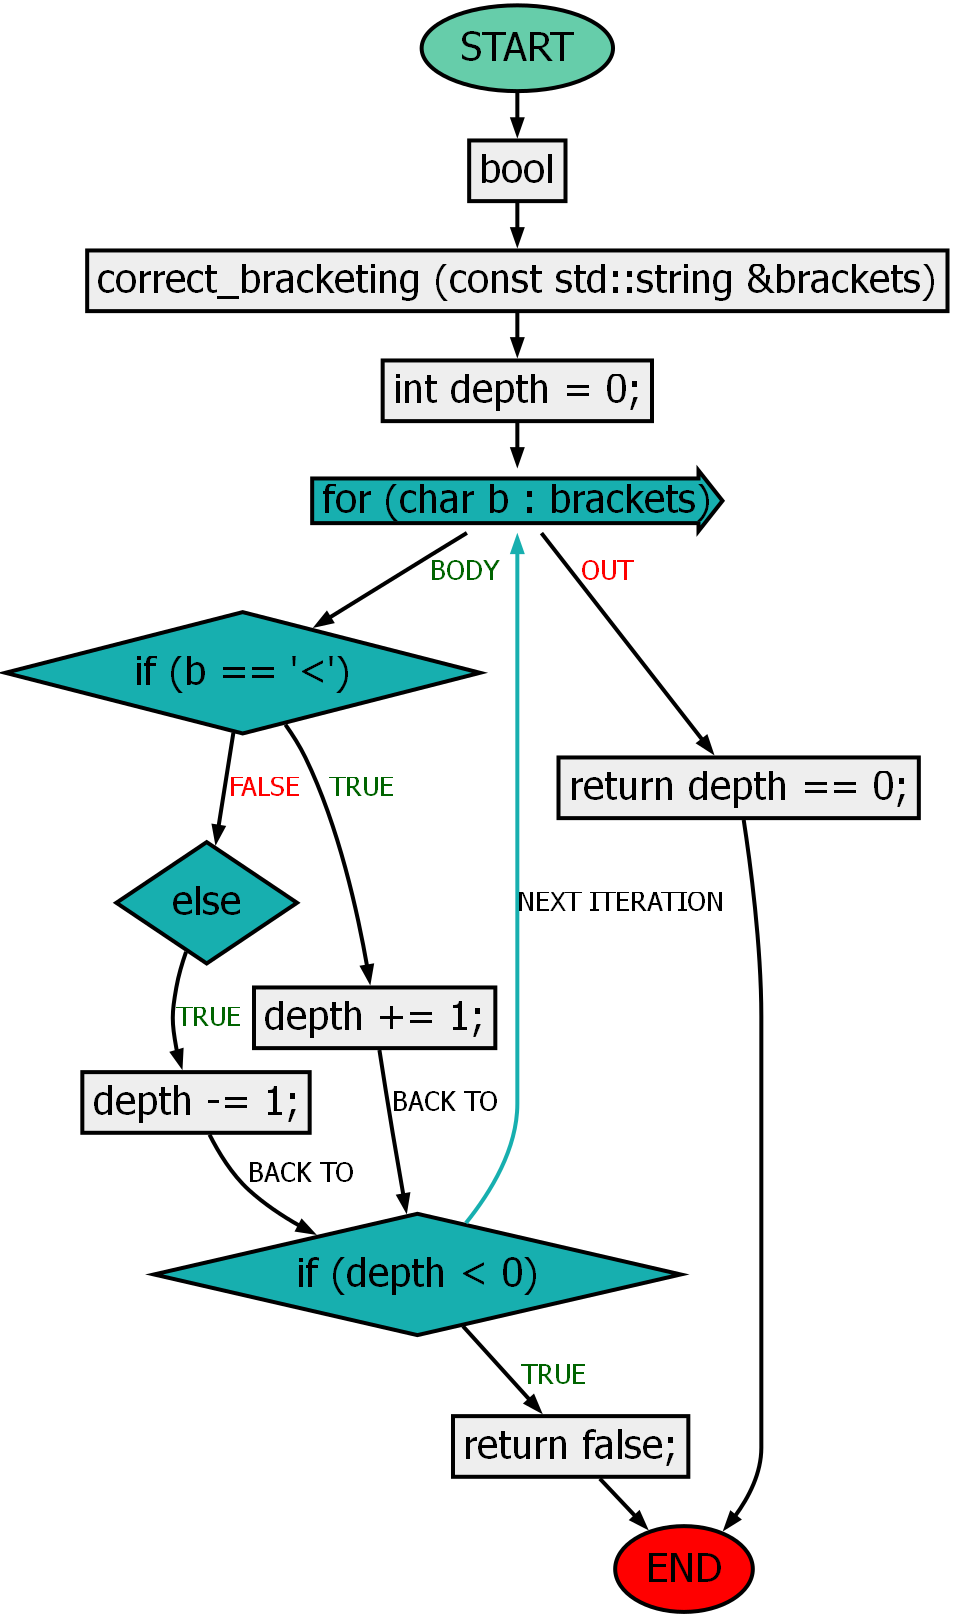 START
bool
correct_bracketing (const std::string &brackets)
int depth = 0;
for (char b : brackets)
BODY
OUT
if (b == '<')
FALSE
TRUE
return depth == 0;
else
NEXT ITERATION
TRUE
depth += 1;
depth -= 1;
BACK TO
BACK TO
if (depth < 0)
TRUE
return false;
END